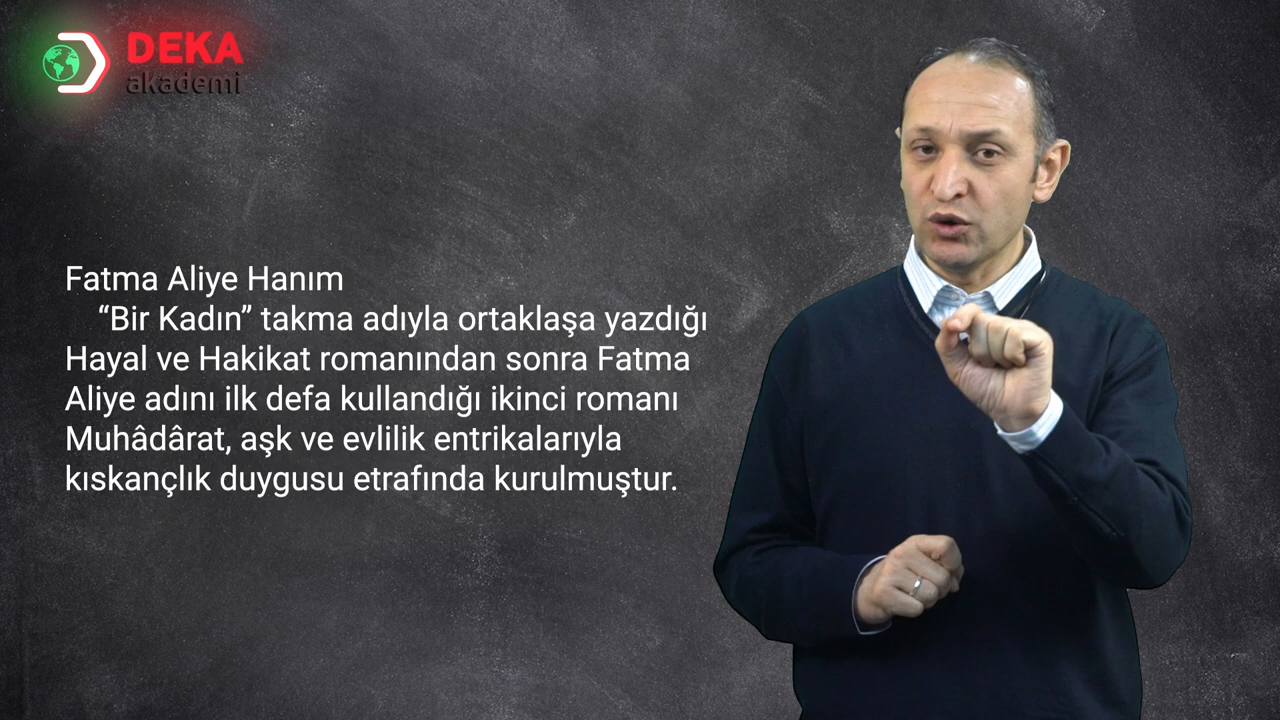 DEKA
akademi
Fatma Aliye Hanım
“Bir Kadın” takma adıyla ortaklaşa yazdığı
Hayal ve Hakikat romanından sonra Fatma
Aliye adını ilk defa kullandığı ikinci romanı
Muhâdârat, aşk ve evlilik entrikalarıyla
kıskançlık duygusu etrafında kurulmuştur.